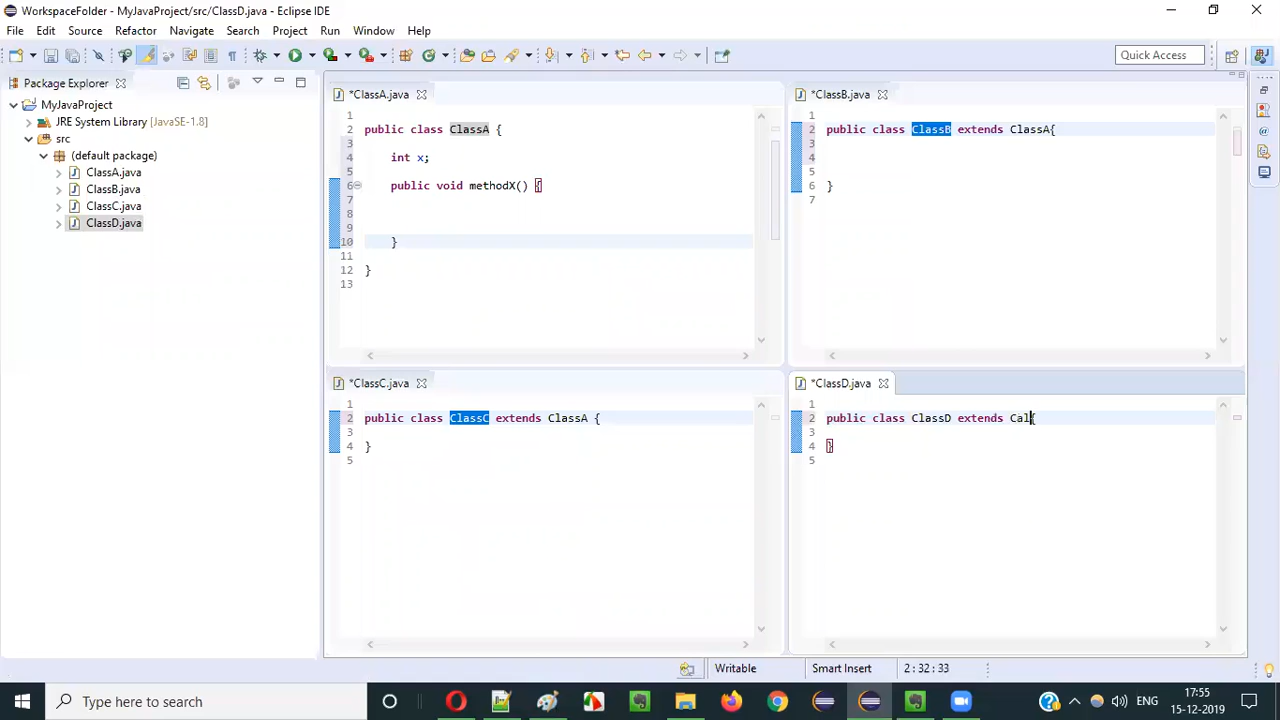 WorkspaceFolder - MyJavaProject/src/ClassD.java - Eclipse IDE
File Edit Source Refactor Navigate Search Project Run Window Help
Quick Access
Package Explorer
MyJavaProject
JRE System Library [JavaSE-1.8]
src
(default package)
ClassA.java
ClassB.java
ClassC.java
ClassD.java
*ClassA.java
1
2 public class ClassA {
3
4 int x;
5
6 public void methodX() {
7
8
9
10 }
11
12 }
13
*ClassB.java
1
2 public class ClassB extends ClassA{
3
4
5
6 }
7
*ClassC.java
1
2 public class ClassC extends ClassA {
3
4 }
5
*ClassD.java
1
2 public class ClassD extends Cal{
3
4 }
5
Writable Smart Insert 2 : 32 : 33
Type here to search
ENG
17:55
15-12-2019